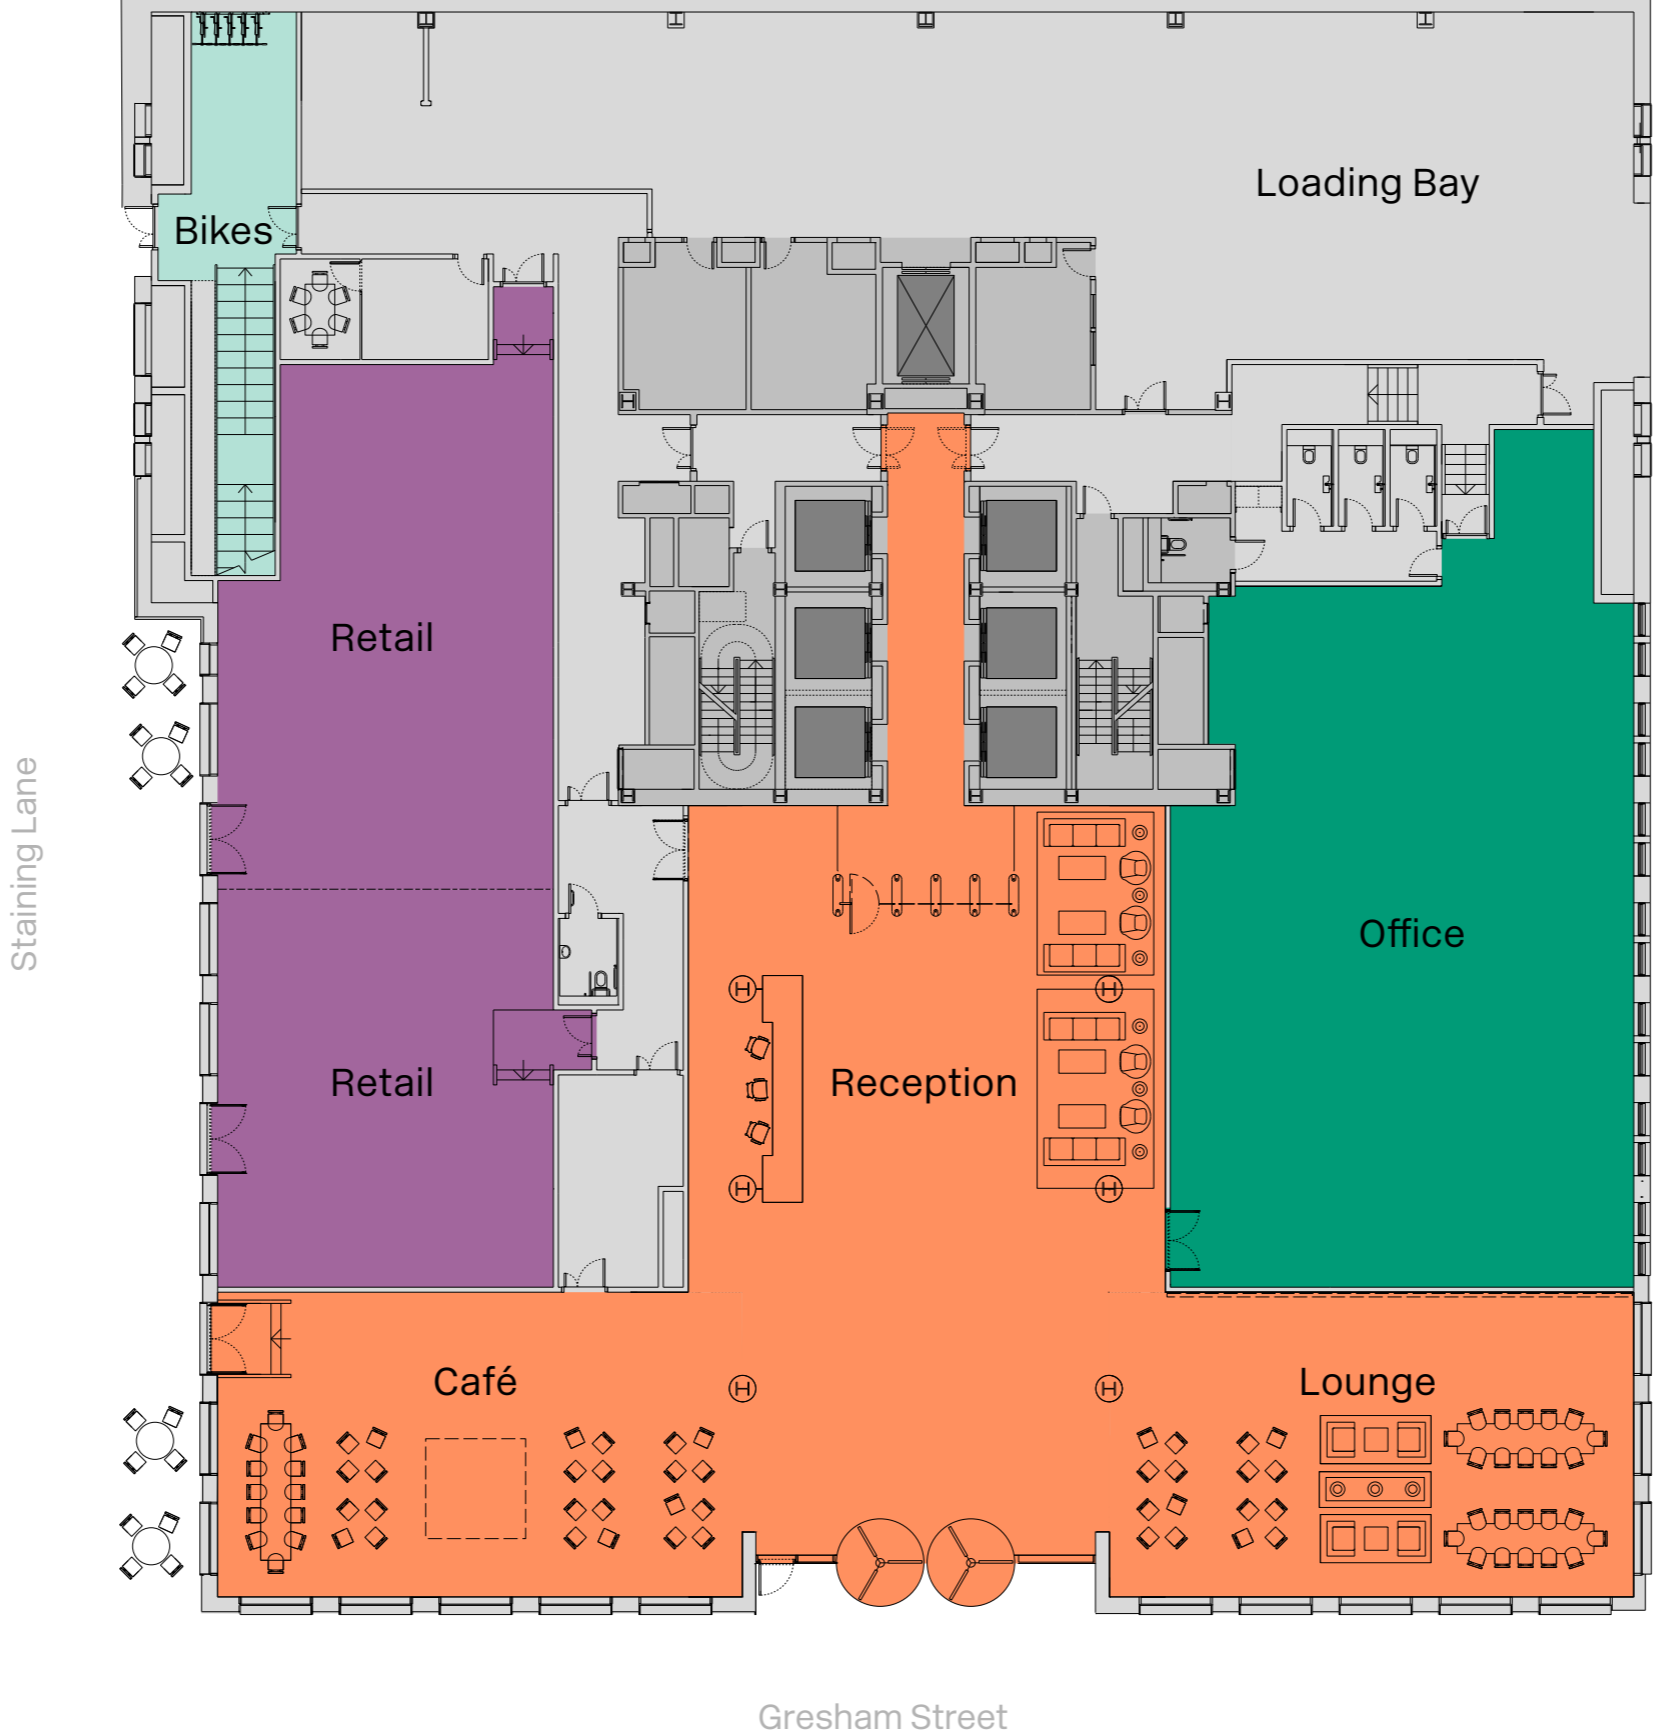 Loading Bay
Bikes
Retail
Staining Lane
Office
Retail
Reception
Café
Lounge
Gresham Street